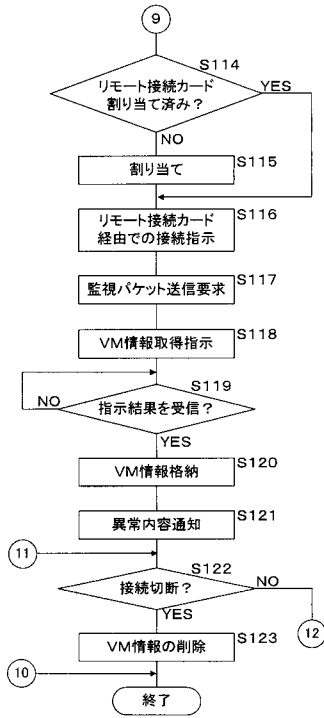 9
S114
リモート接続カード
割り当て済み？
YES
NO
割り当て
S115
リモート接続カード
経由での接続指示
S116
監視パケット送信要求
S117
VM情報取得指示
S118
S119
NO
指示結果を受信？
YES
VM情報格納
S120
異常内容通知
S121
11
S122
接続切断？
NO
YES
12
VM情報の削除
S123
10
終了